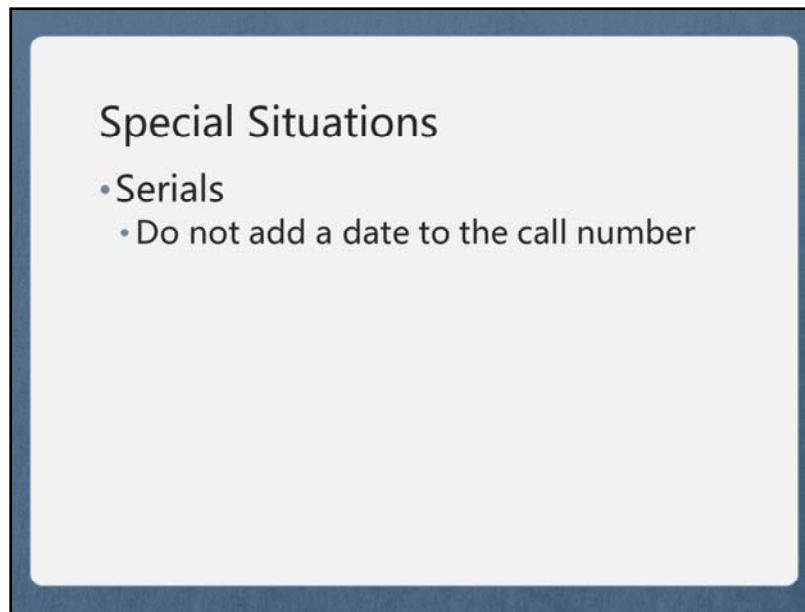 Special Situations
•Serials
•Do not add a date to the call number